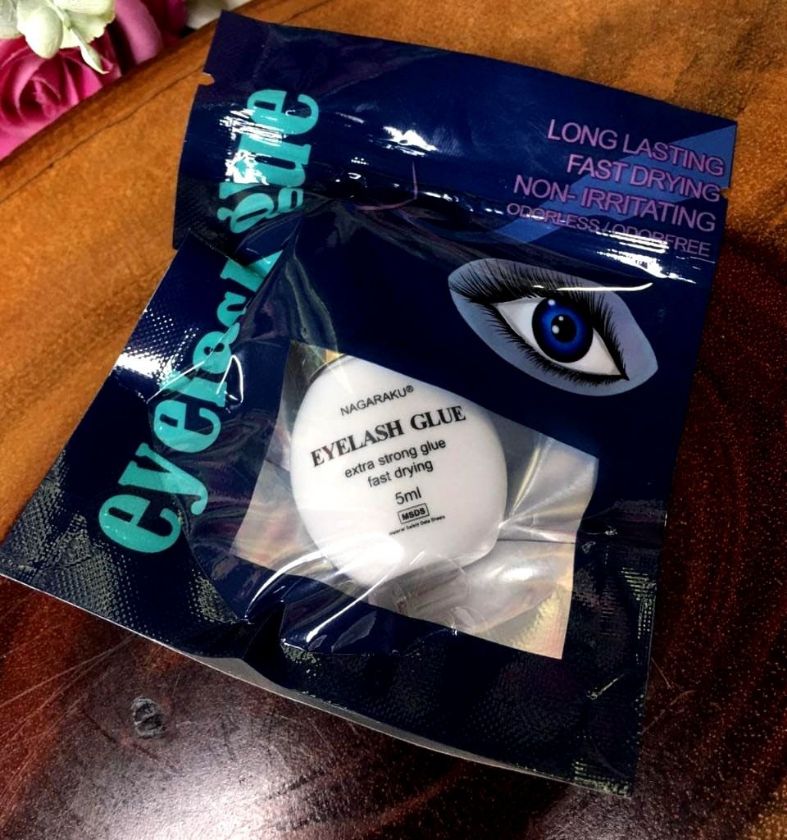 eyelash glue
LONG LASTING
FAST DRYING
NON- IRRITATING
ODORLESS / ODORFREE
NAGARAKU®
EYELASH GLUE
extra strong glue
fast drying
5ml
MSDS